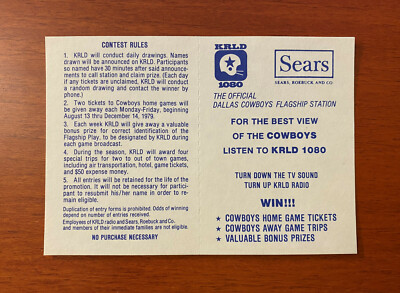 CONTEST RULES
1. KRLD will conduct daily drawings. Names
drawn will be announced on KRLD. Participants
so named have 30 minutes after said announce-
ments to call station and claim prize. (Each day
if any tickets are unclaimed, KRLD will conduct
a random drawing and contact the winner by
phone.)
2. Two tickets to Cowboys home games will
be given away each Monday-Friday, beginning
August 13 thru December 14, 1979.
3. Each week KRLD will give away a valuable
bonus prize for correct identification of the
Flagship Play, to be designated by KRLD during
each game broadcast.
4. During the season, KRLD will award four
special trips for two to out of town games,
including air transportation, hotel, game tickets,
and $50 expense money.
5. All entries will be retained for the life of the
promotion. It will not be necessary for partici-
pant to resubmit his/her name in order to re-
main eligible.
Duplication of entry forms is prohibited. Odds of winning
depend on number of entries received.
Employees of KRLD radio and Sears, Roebuck and Co.
and members of their immediate families are not eligible.
NO PURCHASE NECESSARY
KRLD
1080
Sears
SEARS, ROEBUCK AND CO.
THE OFFICIAL
DALLAS COWBOYS FLAGSHIP STATION
FOR THE BEST VIEW
OF THE COWBOYS
LISTEN TO KRLD 1080
TURN DOWN THE TV SOUND
TURN UP KRLD RADIO
WIN!!!
★ COWBOYS HOME GAME TICKETS
★ COWBOYS AWAY GAME TRIPS
★ VALUABLE BONUS PRIZES